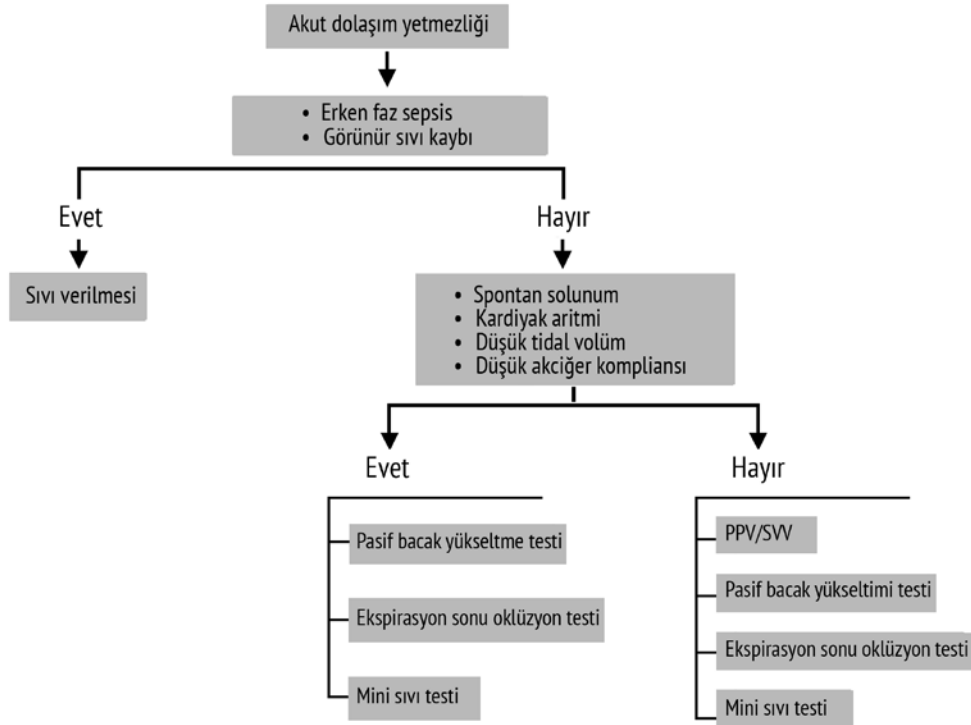 Akut dolaşım yetmezliği
• Erken faz sepsis
• Görünür sıvı kaybı
Evet
Hayır
Sıvı verilmesi
• Spontan solunum
• Kardiyak aritmi
• Düşük tidal volüm
• Düşük akciğer kompliansı
Evet
Hayır
Pasif bacak yükseltme testi
Ekspirasyon sonu oklüzyon testi
Mini sıvı testi
PPV/SVV
Pasif bacak yükseltimi testi
Ekspirasyon sonu oklüzyon testi
Mini sıvı testi